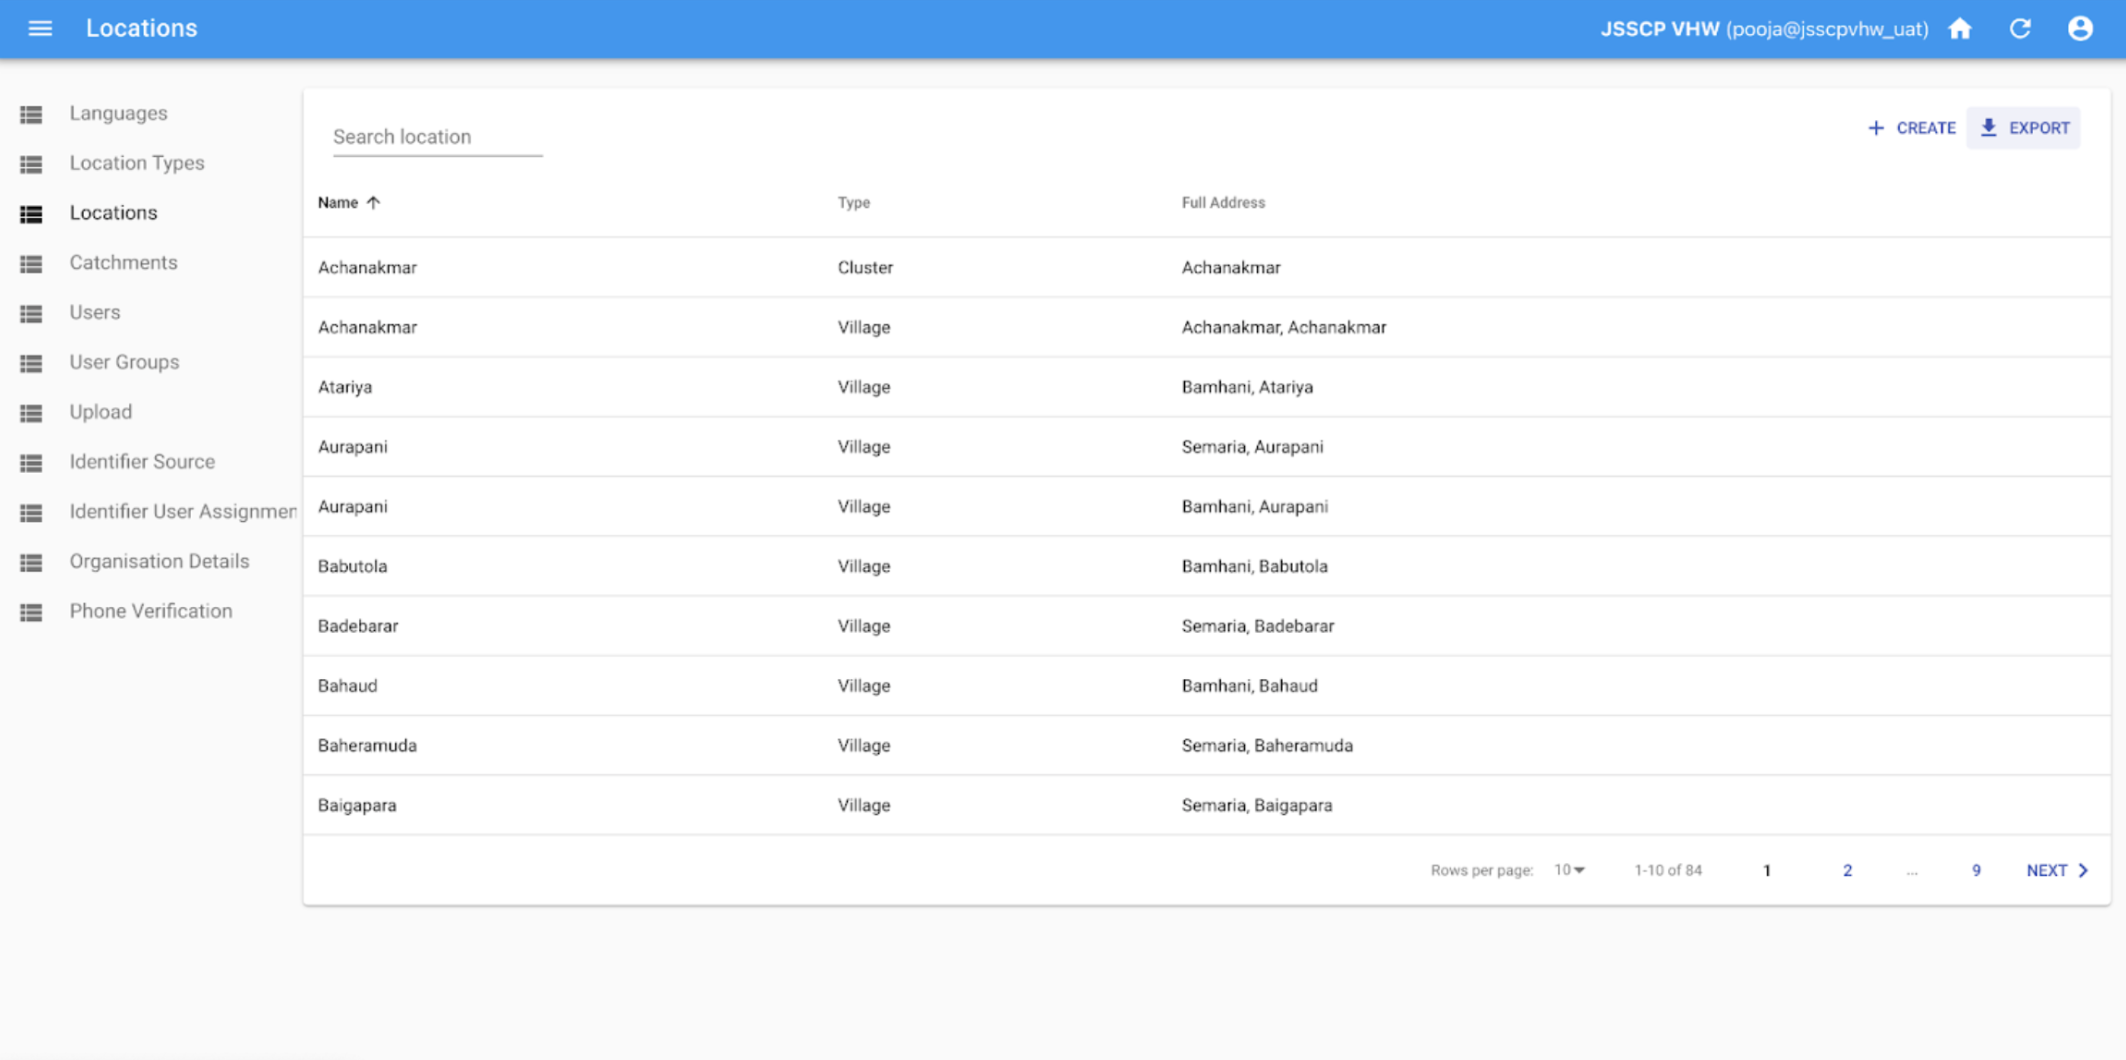 Locations
JSSCP VHW (pooja@jsscpvhw_uat)
Languages
Location Types
Locations
Catchments
Users
User Groups
Upload
Identifier Source
Identifier User Assignmen
Organisation Details
Phone Verification
Search location
CREATE EXPORT
Name Type Full Address
Achanakmar Cluster Achanakmar
Achanakmar Village Achanakmar, Achanakmar
Atariya Village Bamhani, Atariya
Aurapani Village Semaria, Aurapani
Aurapani Village Bamhani, Aurapani
Babutola Village Bamhani, Babutola
Badebarar Village Semaria, Badebarar
Bahaud Village Bamhani, Bahaud
Baheramuda Village Semaria, Baheramuda
Baigapara Village Semaria, Baigapara
Rows per page: 10 1-10 of 84 1 2 ... 9 NEXT